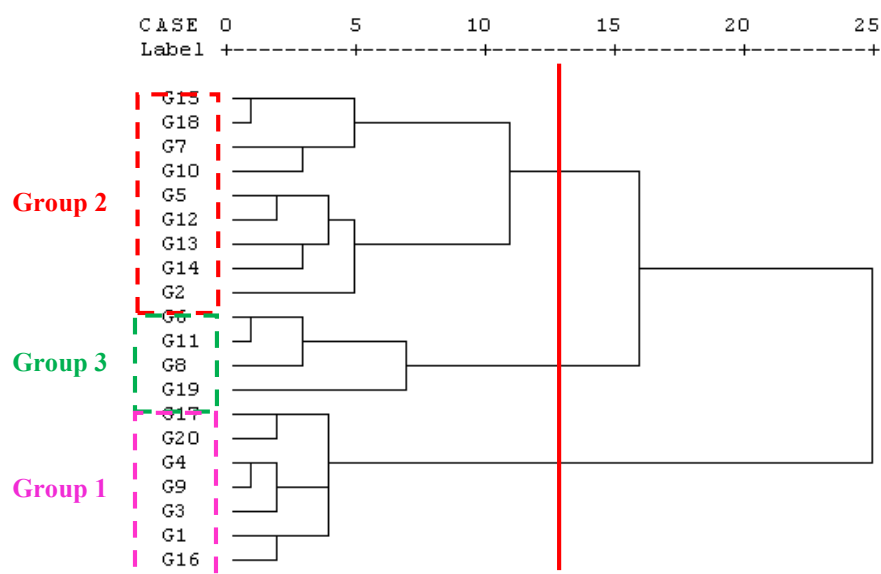 CASE 0 5 10 15 20 25
Label +---------+---------+---------+---------+---------+
G15
G18
G7
G10
G5
Group 2
G12
G13
G14
G2
G6
G11
Group 3
G8
G19
G17
G20
G4
Group 1
G9
G3
G1
G16